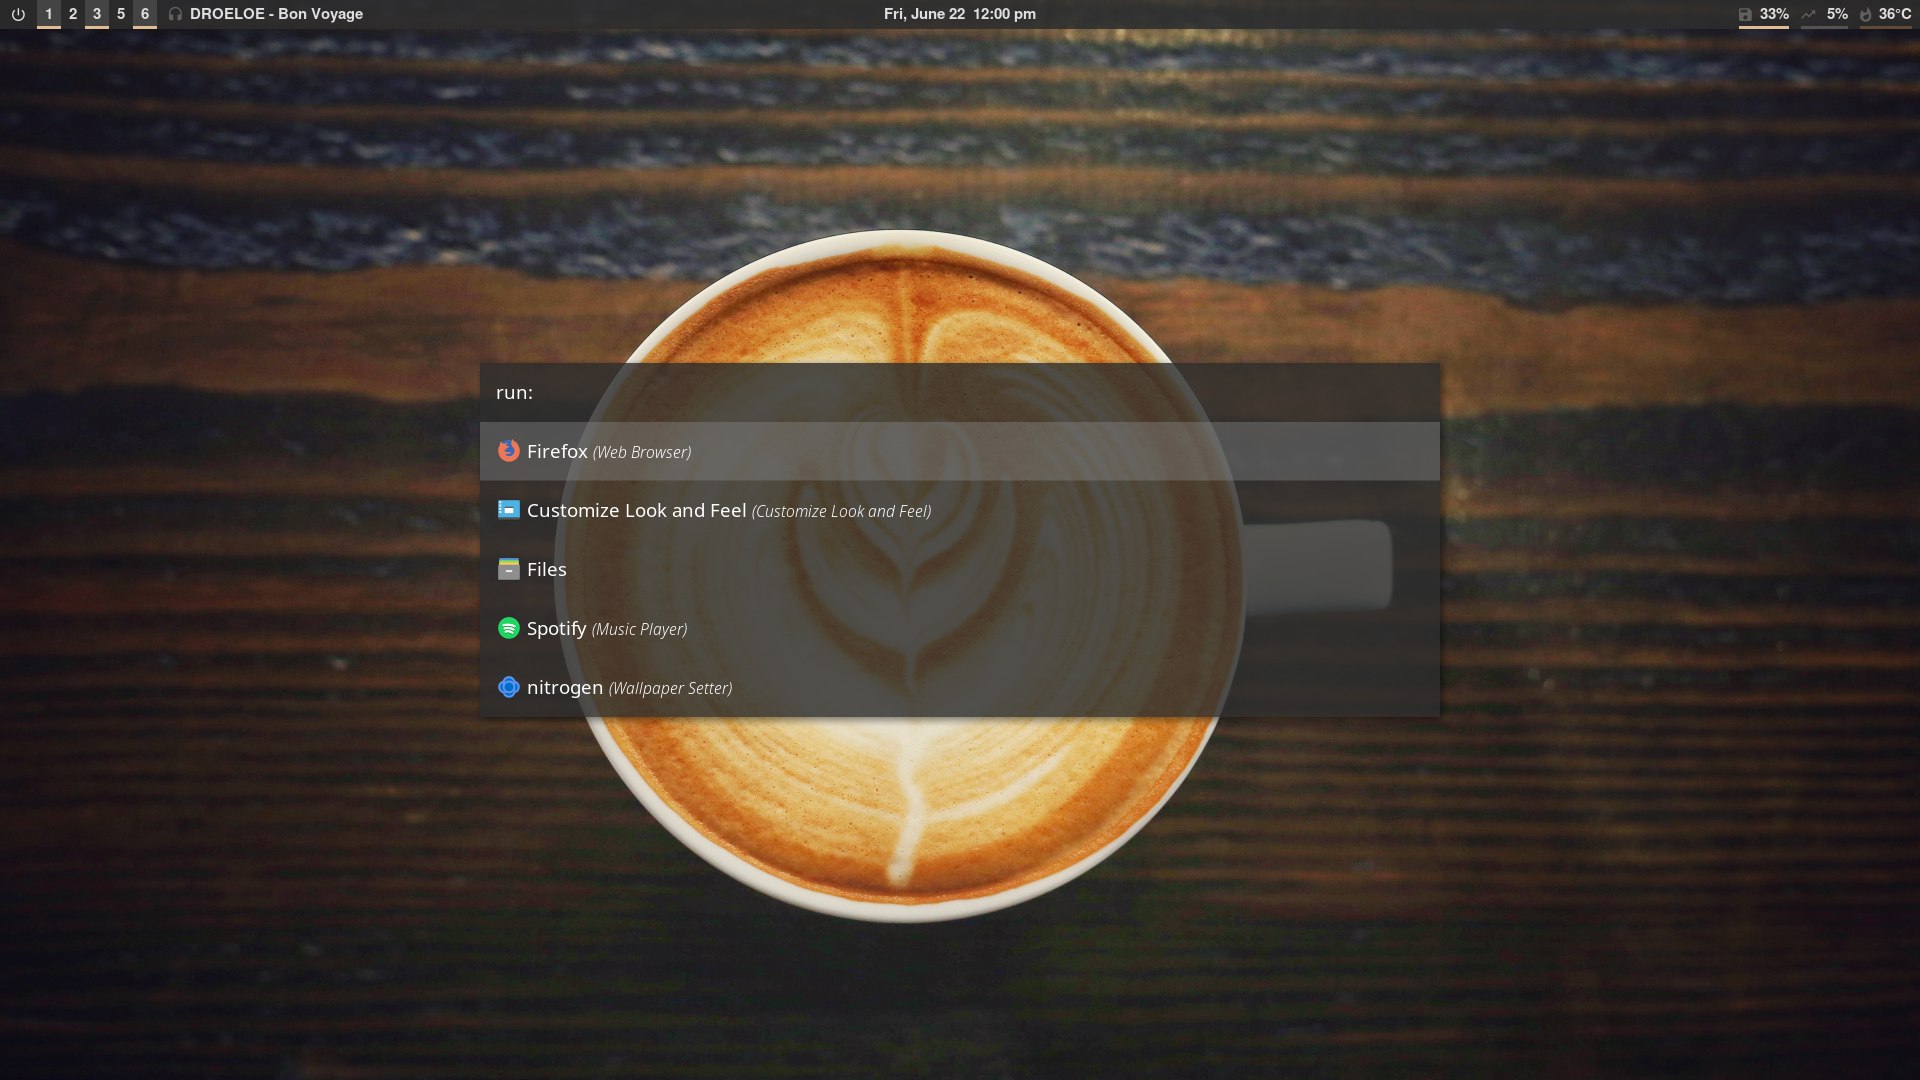 1 2 3 5 6 DROELOE - Bon Voyage Fri, June 22 12:00 pm 33% 5% 36°C
run:
Firefox (Web Browser)
Customize Look and Feel (Customize Look and Feel)
Files
Spotify (Music Player)
nitrogen (Wallpaper Setter)